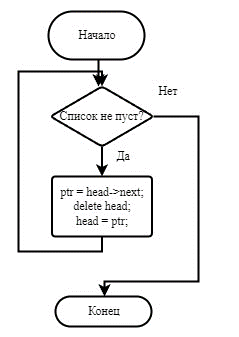 Начало
Нет
Список не пуст?
Да
ptr = head->next;
delete head;
head = ptr;
Конец